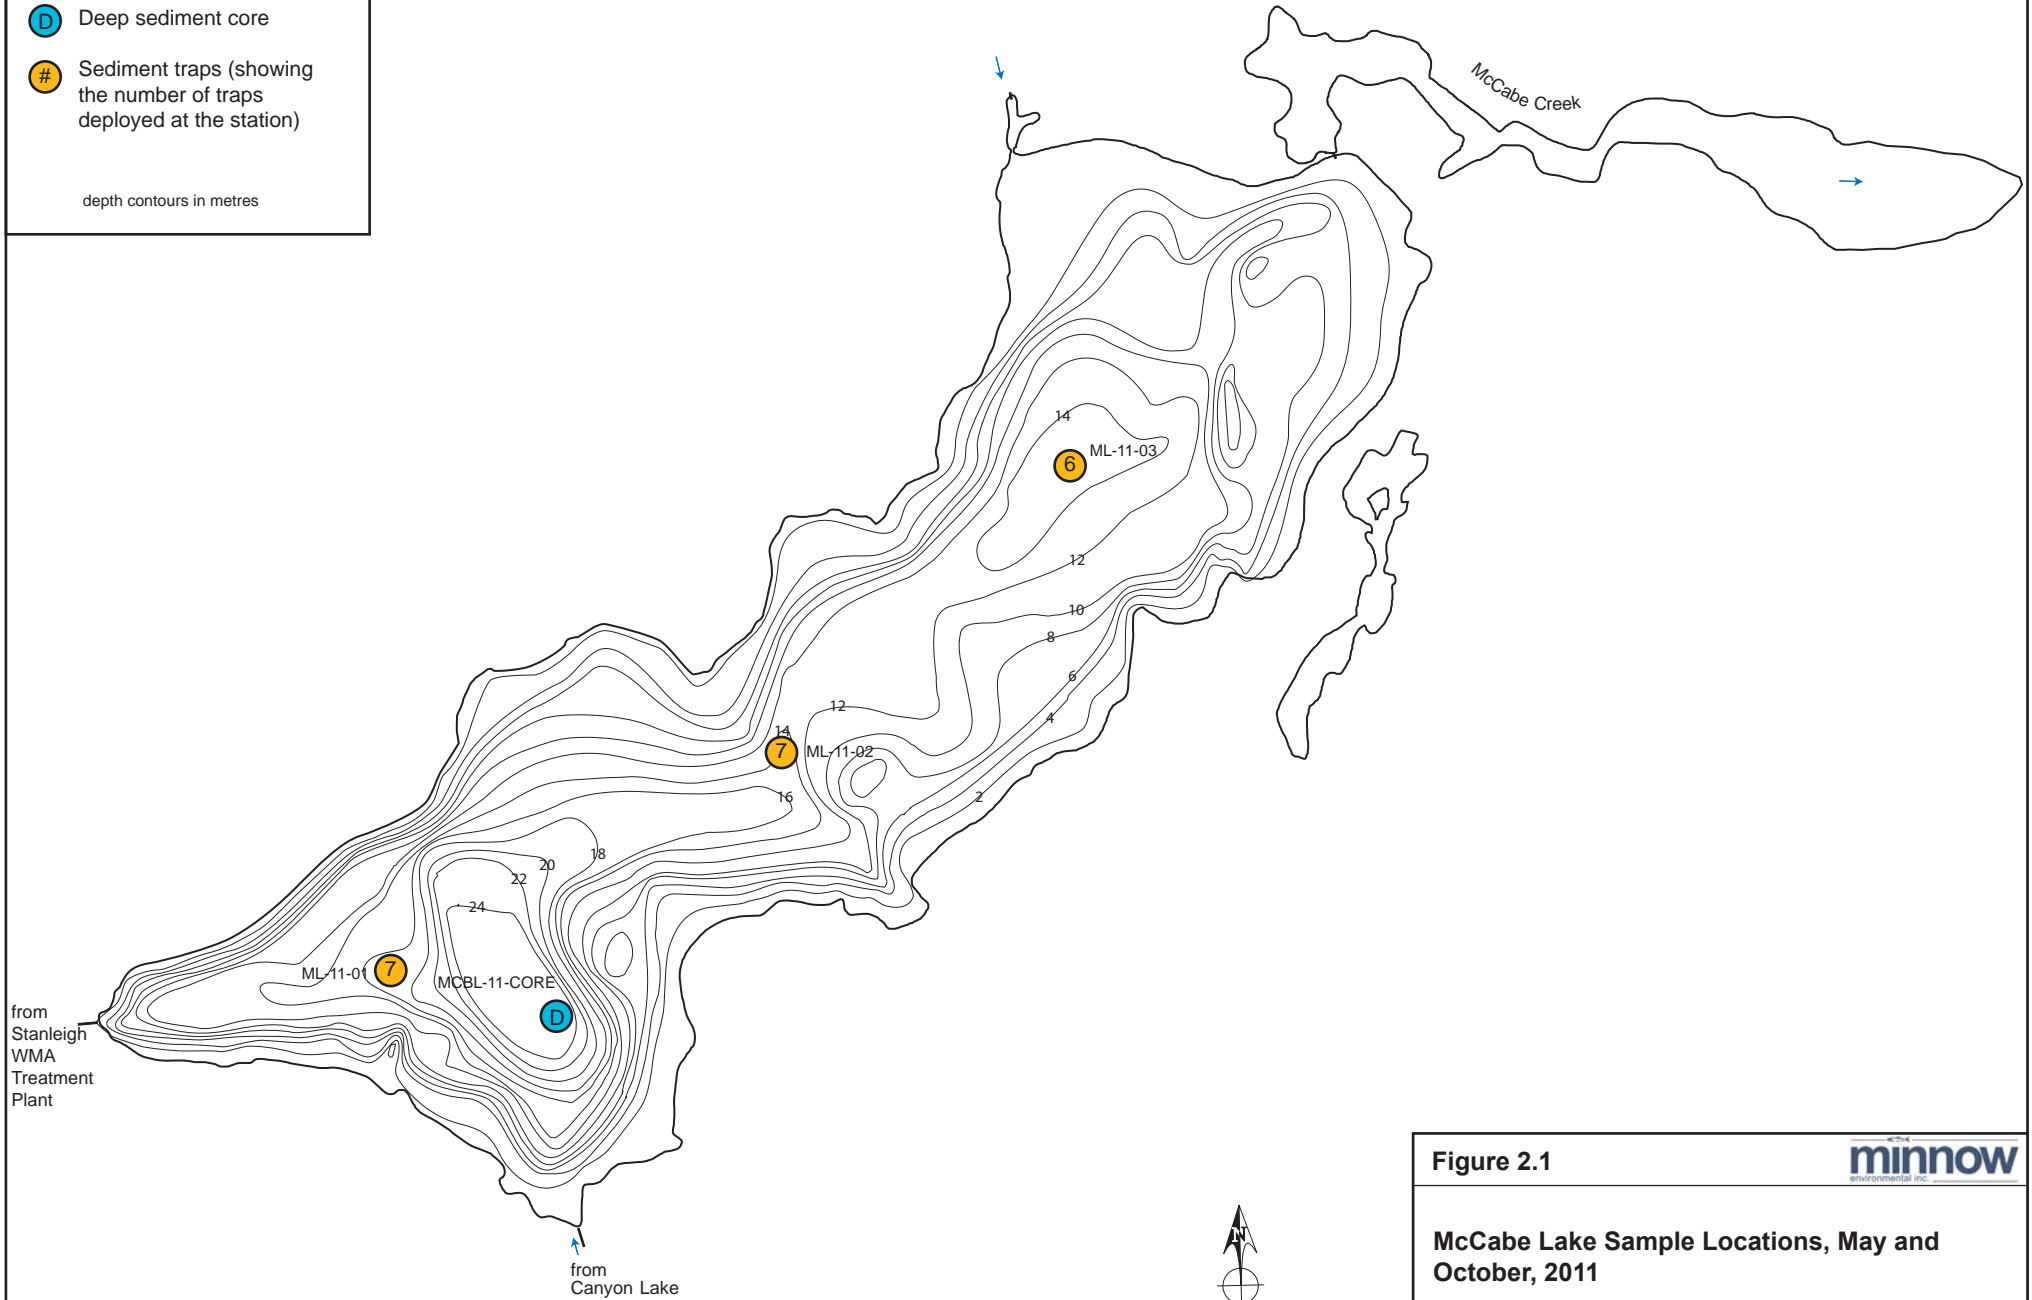 D Deep sediment core
# Sediment traps (showing
the number of traps
deployed at the station)
depth contours in metres
McCabe Creek
14
6 ML-11-03
12
10
8
6
4
2
12
14
7 ML-11-02
16
18
20
22
24
ML-11-01 7
MCBL-11-CORE
D
from
Stanleigh
WMA
Treatment
Plant
from
Canyon Lake
N
Figure 2.1
minnow
environmental inc.
McCabe Lake Sample Locations, May and
October, 2011